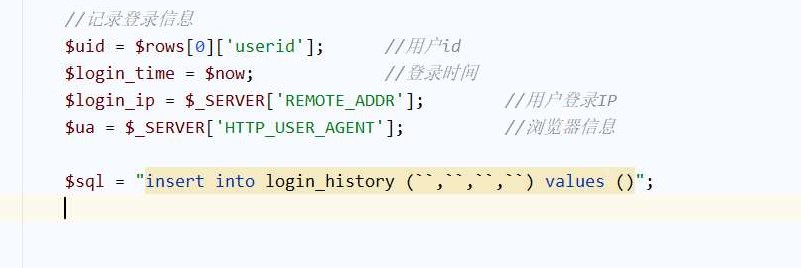 //记录登录信息
$uid = $rows[0]['userid'];      //用户id
$login_time = $now;             //登录时间
$login_ip = $_SERVER['REMOTE_ADDR'];        //用户登录IP
$ua = $_SERVER['HTTP_USER_AGENT'];          //浏览器信息
$sql = "insert into login_history (``,``,``,``) values ()";